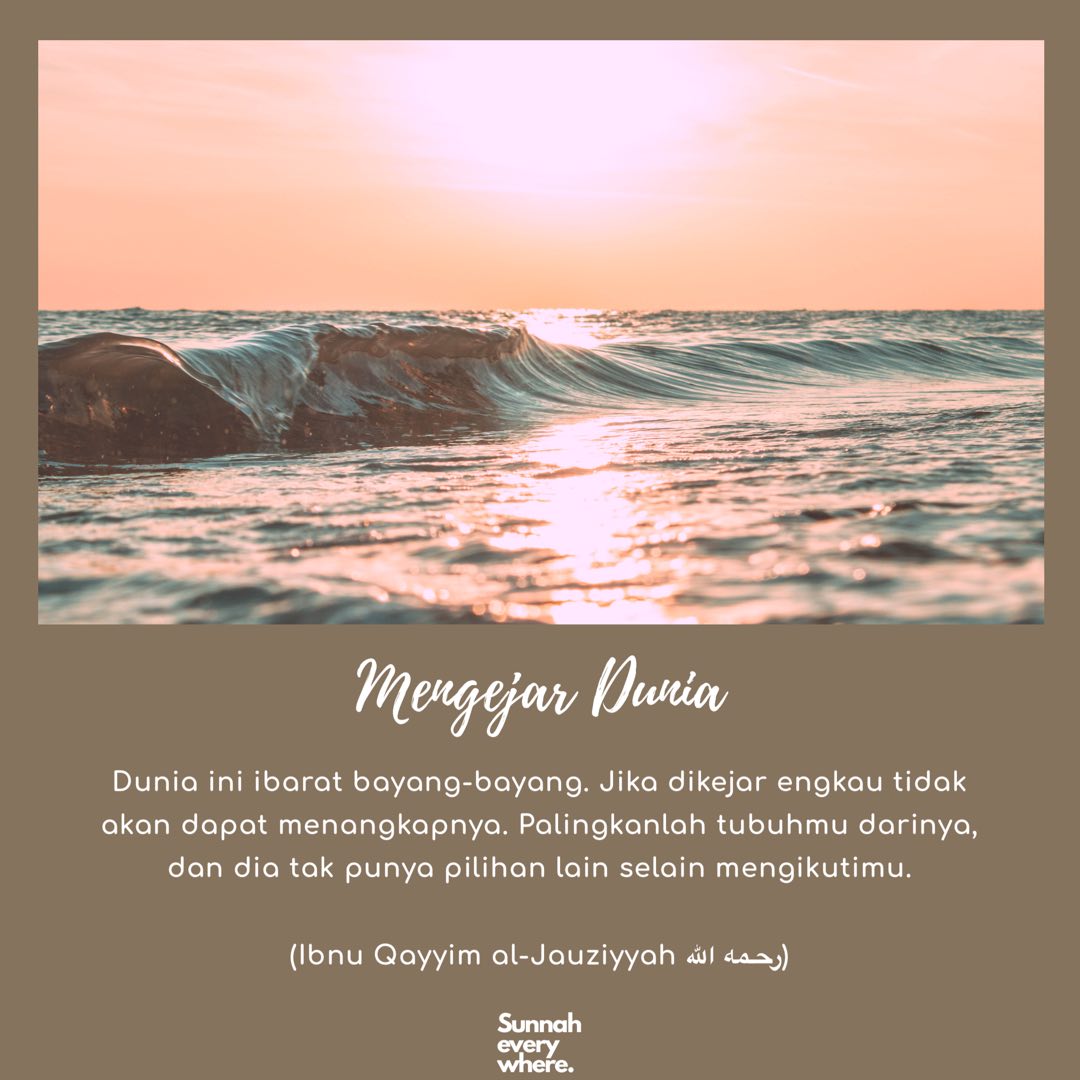 Mengejar Dunia
Dunia ini ibarat bayang-bayang. Jika dikejar engkau tidak
akan dapat menangkapnya. Palingkanlah tubuhmu darinya,
dan dia tak punya pilihan lain selain mengikutimu.
(Ibnu Qayyim al-Jauziyyah رحمه الله)
Sunnah
every
where.